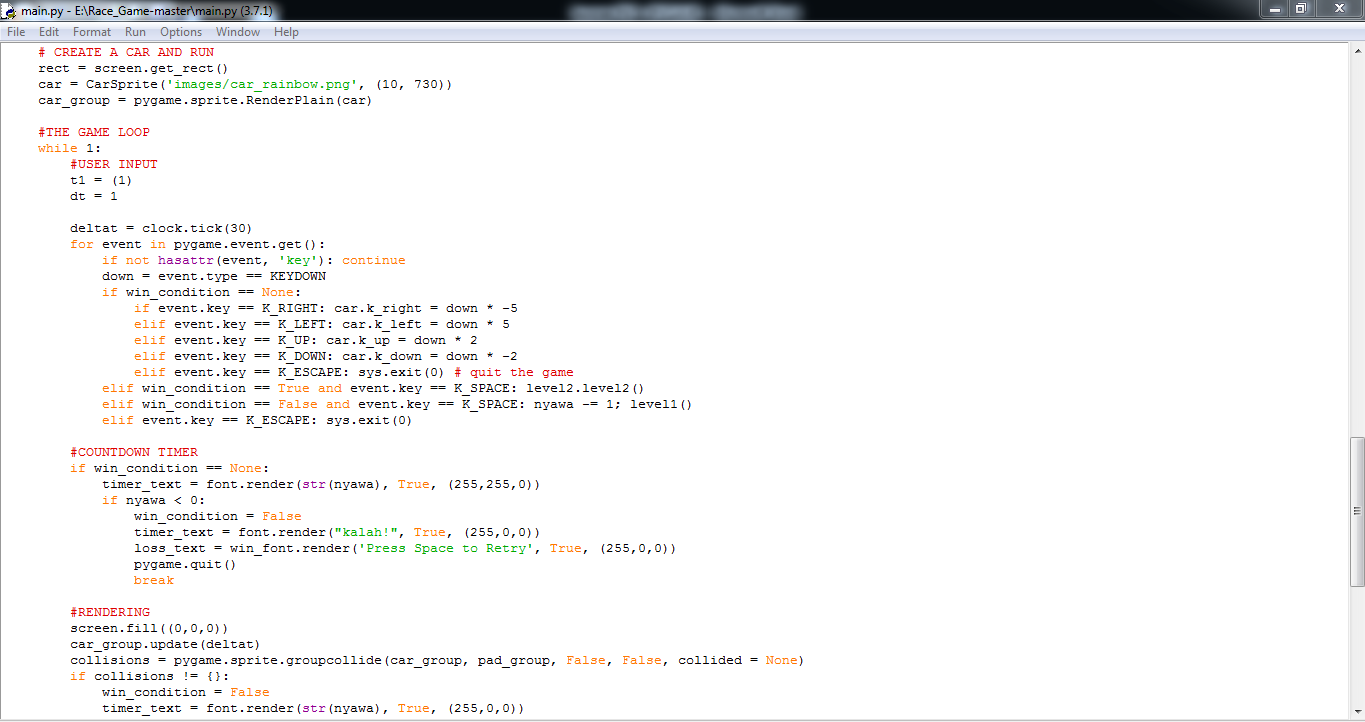 main.py - E:\Race_Game-master\main.py (3.7.1)
File Edit Format Run Options Window Help
# CREATE A CAR AND RUN
rect = screen.get_rect()
car = CarSprite('images/car_rainbow.png', (10, 730))
car_group = pygame.sprite.RenderPlain(car)
#THE GAME LOOP
while 1:
#USER INPUT
t1 = (1)
dt = 1
deltat = clock.tick(30)
for event in pygame.event.get():
if not hasattr(event, 'key'): continue
down = event.type == KEYDOWN
if win_condition == None:
if event.key == K_RIGHT: car.k_right = down * -5
elif event.key == K_LEFT: car.k_left = down * 5
elif event.key == K_UP: car.k_up = down * 2
elif event.key == K_DOWN: car.k_down = down * -2
elif event.key == K_ESCAPE: sys.exit(0) # quit the game
elif win_condition == True and event.key == K_SPACE: level2.level2()
elif win_condition == False and event.key == K_SPACE: nyawa -= 1; level1()
elif event.key == K_ESCAPE: sys.exit(0)
#COUNTDOWN TIMER
if win_condition == None:
timer_text = font.render(str(nyawa), True, (255,255,0))
if nyawa < 0:
win_condition = False
timer_text = font.render("kalah!", True, (255,0,0))
loss_text = win_font.render('Press Space to Retry', True, (255,0,0))
pygame.quit()
break
#RENDERING
screen.fill((0,0,0))
car_group.update(deltat)
collisions = pygame.sprite.groupcollide(car_group, pad_group, False, False, collided = None)
if collisions != {}:
win_condition = False
timer_text = font.render(str(nyawa), True, (255,0,0))